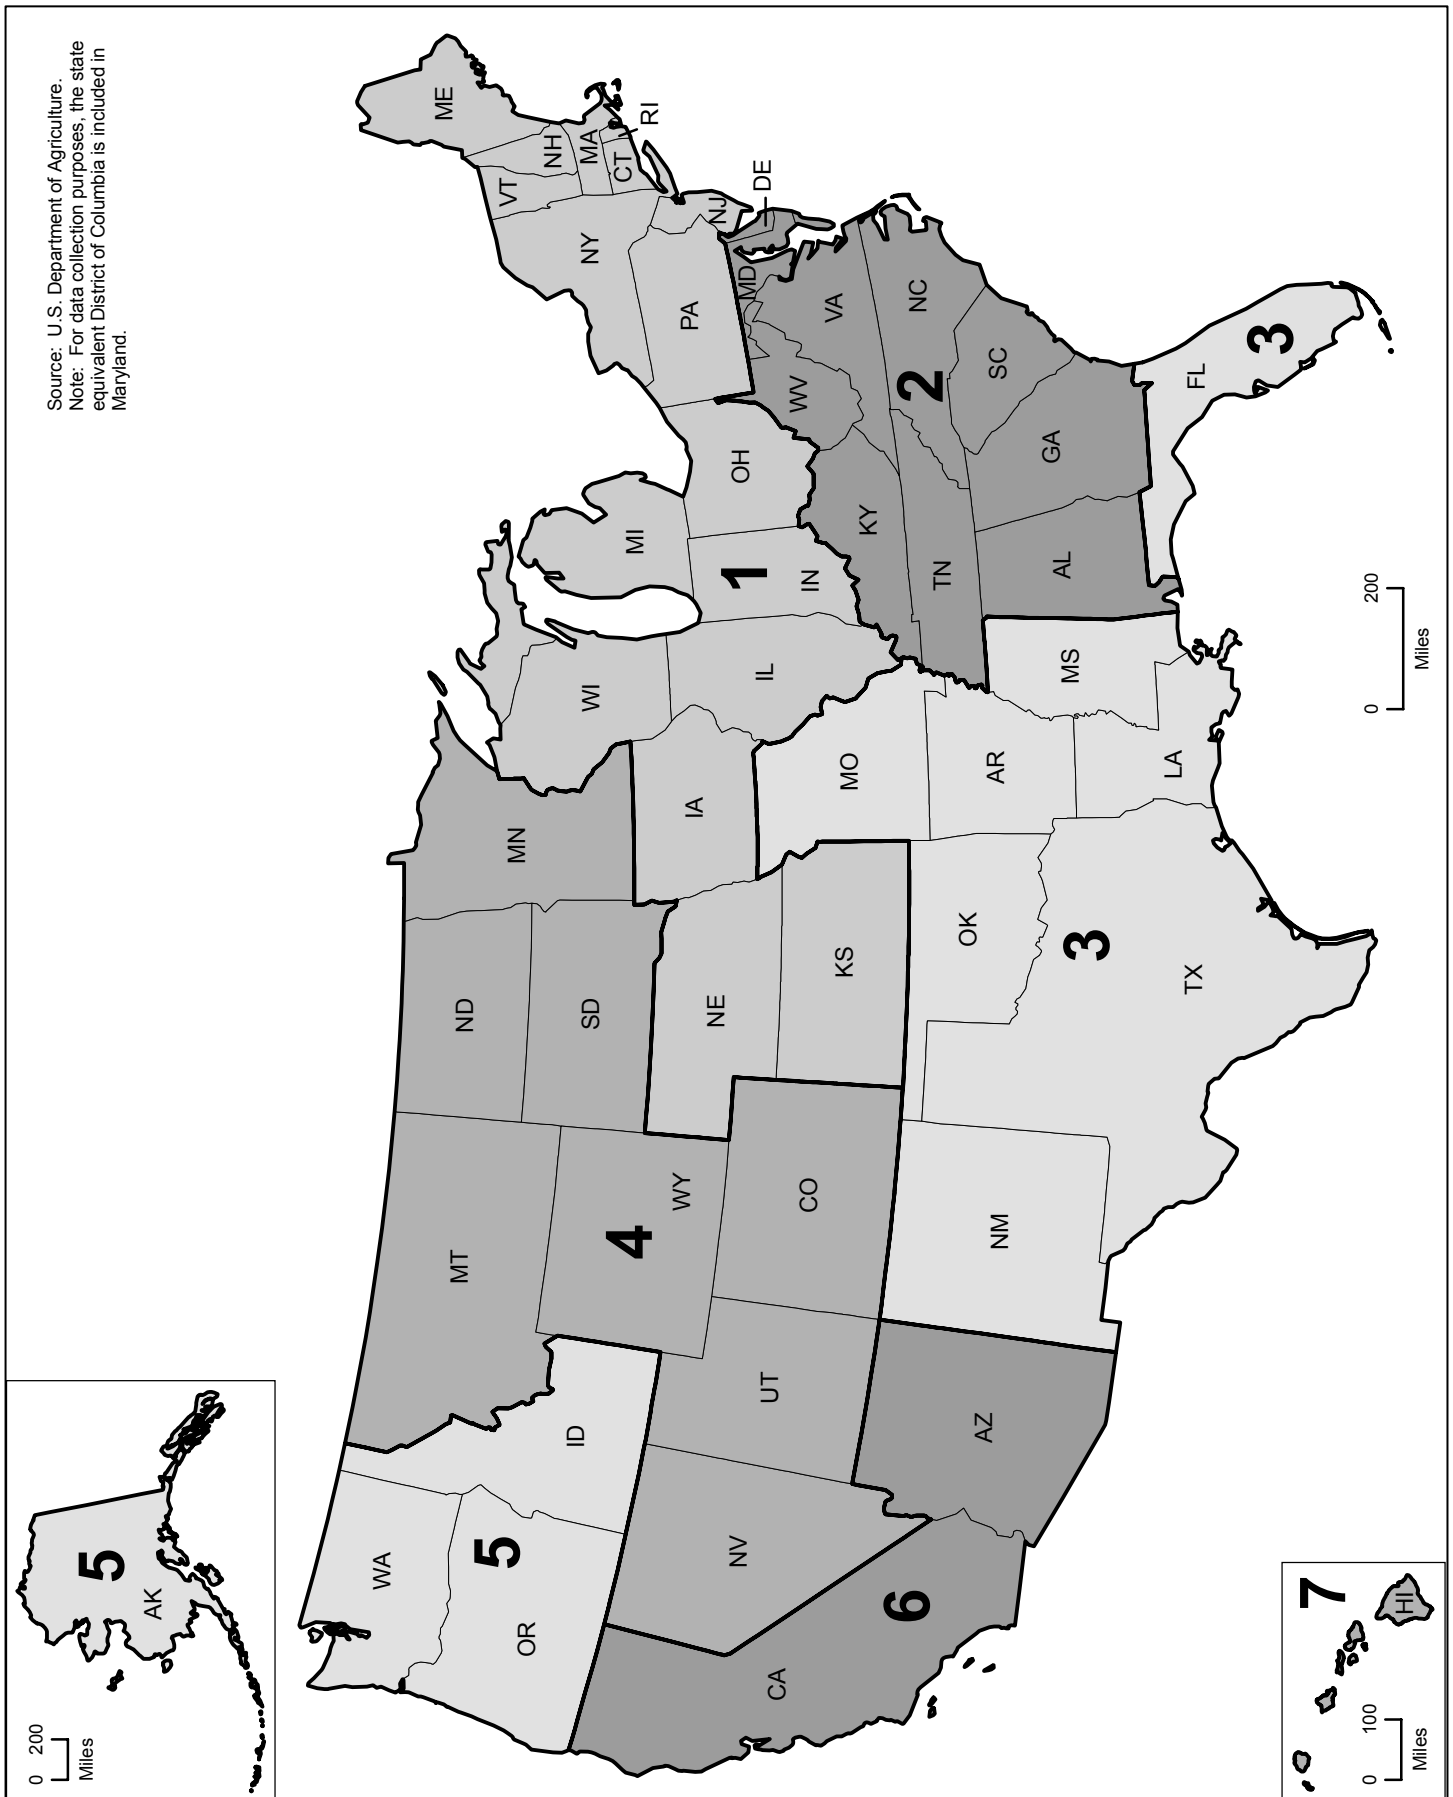 Source: U.S. Department of Agriculture.
Note: For data collection purposes, the state
equivalent District of Columbia is included in
Maryland.
5
AK
0 200
Miles
WA
OR
5
ID
MT
4
WY
ND
SD
MN
NE
KS
IA
WI
MI
IL
1
IN
OH
PA
NY
VT
NH
ME
MA
CT
RI
NJ
DE
MD
CA
6
NV
UT
CO
AZ
NM
OK
3
TX
MO
AR
LA
MS
KY
TN
AL
2
WV
VA
NC
SC
GA
FL
3
7
HI
0 100
Miles
0 200
Miles